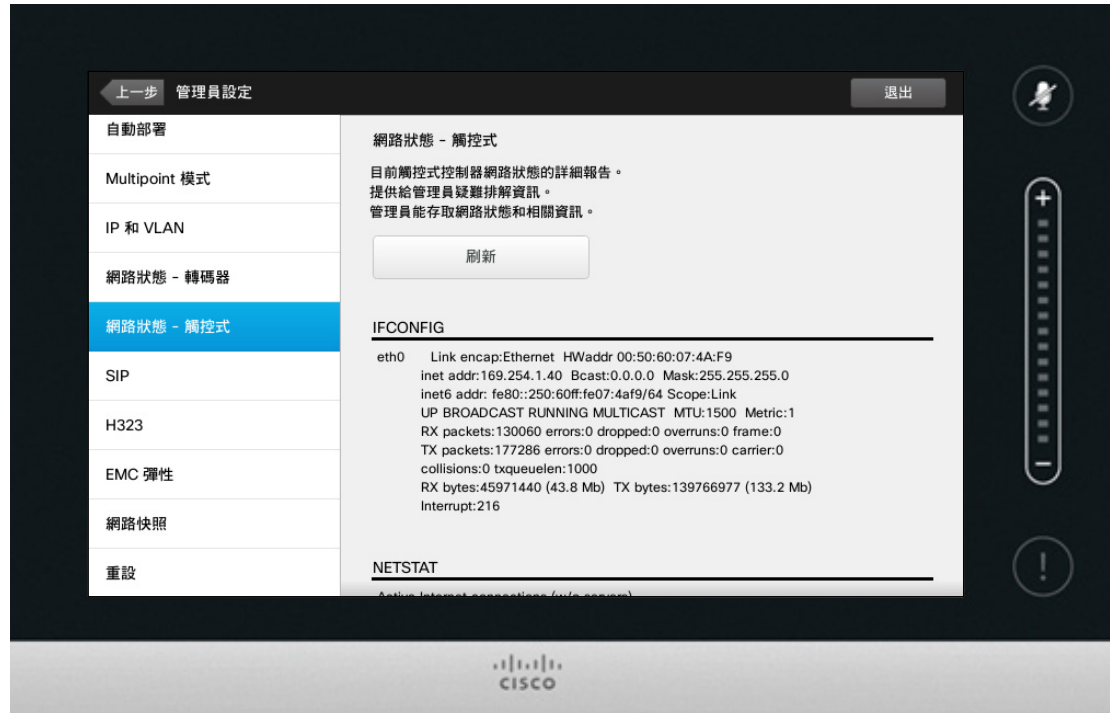 上一步 管理員設定 退出
自動部署
Multipoint 模式
IP 和 VLAN
網路狀態 - 轉碼器
網路狀態 - 觸控式
SIP
H323
EMC 彈性
網路快照
重設
網路狀態 - 觸控式
目前觸控式控制器網路狀態的詳細報告。
提供給管理員疑難排解資訊。
管理員能存取網路狀態和相關資訊。
刷新
IFCONFIG
eth0 Link encap:Ethernet HWaddr 00:50:60:07:4A:F9
inet addr:169.254.1.40 Bcast:0.0.0.0 Mask:255.255.255.0
inet6 addr: fe80::250:60ff:fe07:4af9/64 Scope:Link
UP BROADCAST RUNNING MULTICAST MTU:1500 Metric:1
RX packets:130060 errors:0 dropped:0 overruns:0 frame:0
TX packets:177286 errors:0 dropped:0 overruns:0 carrier:0
collisions:0 txqueuelen:1000
RX bytes:45971440 (43.8 Mb) TX bytes:139766977 (133.2 Mb)
Interrupt:216
NETSTAT
Active Internet connections (w/o servers)
CISCO